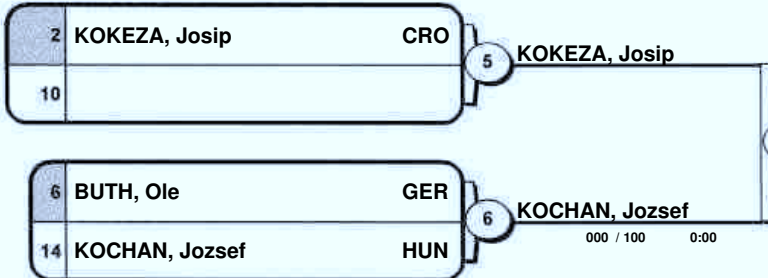 2 KOKEZA, Josip CRO
10
5
KOKEZA, Josip
6 BUTH, Ole GER
14 KOCHAN, Jozsef HUN
6
KOCHAN, Jozsef
000 / 100 0:00